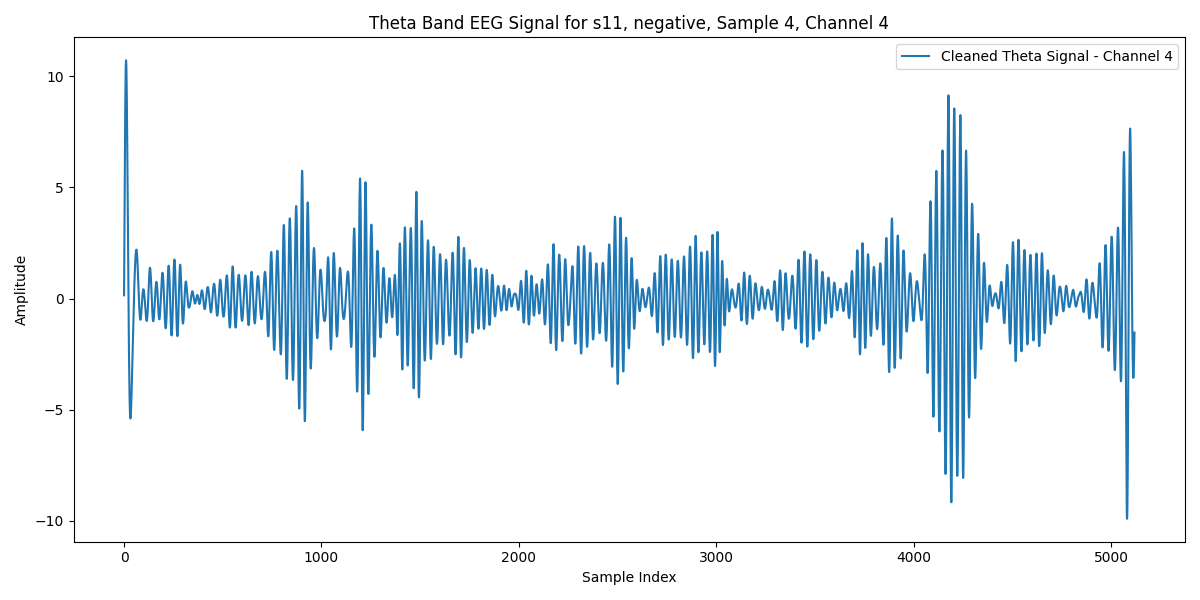 Theta Band EEG Signal for s11, negative, Sample 4, Channel 4
Cleaned Theta Signal - Channel 4
Amplitude
10
5
0
−5
−10
0 1000 2000 3000 4000 5000
Sample Index